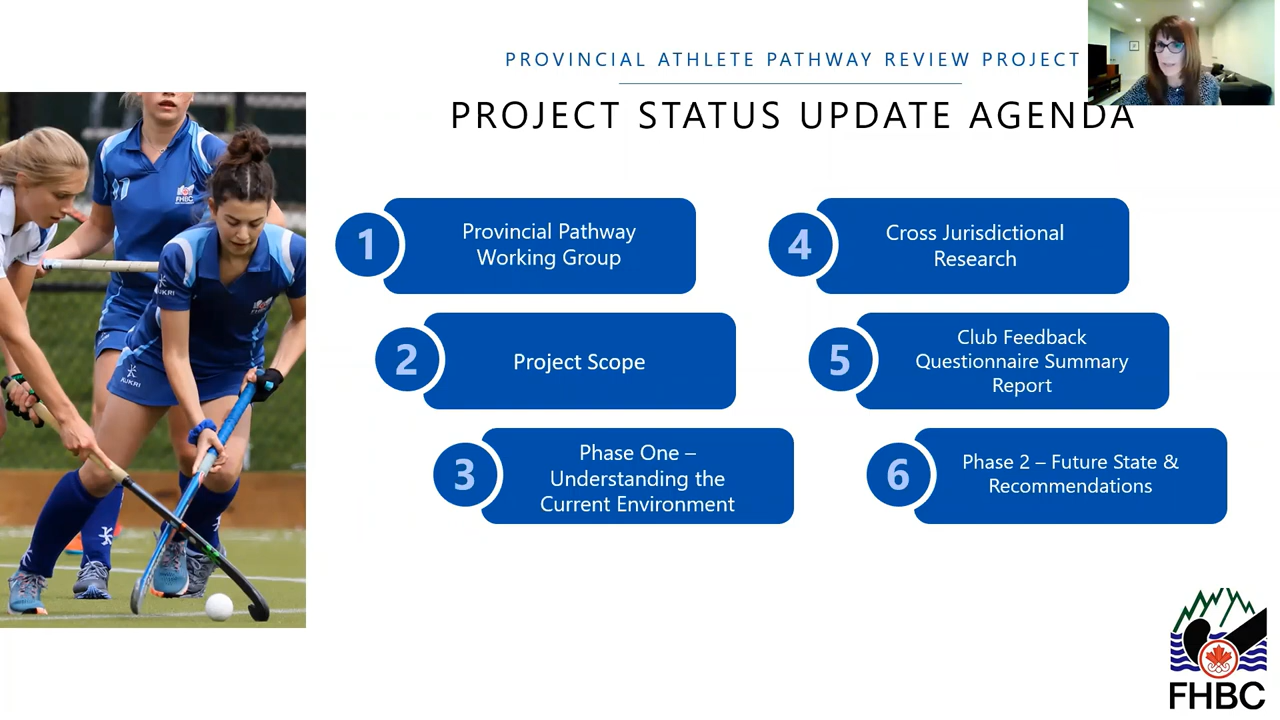 PROVINCIAL ATHLETE PATHWAY REVIEW PROJECT
PROJECT STATUS UPDATE AGENDA
1
Provincial Pathway
Working Group
2
Project Scope
3
Phase One –
Understanding the
Current Environment
4
Cross Jurisdictional
Research
5
Club Feedback
Questionnaire Summary
Report
6
Phase 2 – Future State &
Recommendations
FHBC
KUKRI
KUKRI
FHBC